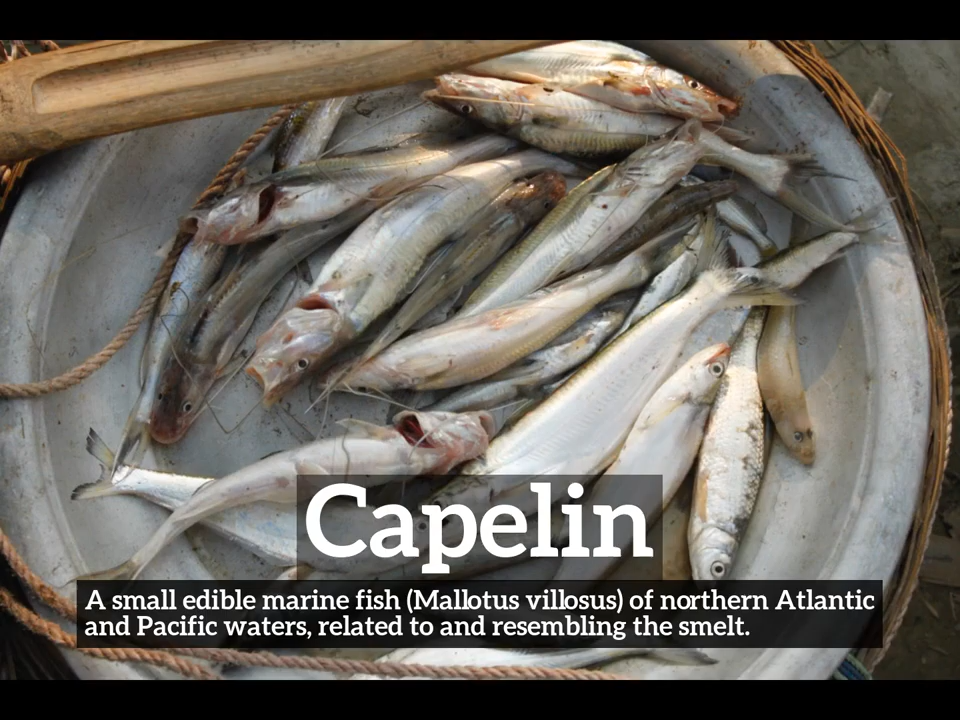 Capelin
A small edible marine fish (Mallotus villosus) of northern Atlantic
and Pacific waters, related to and resembling the smelt.